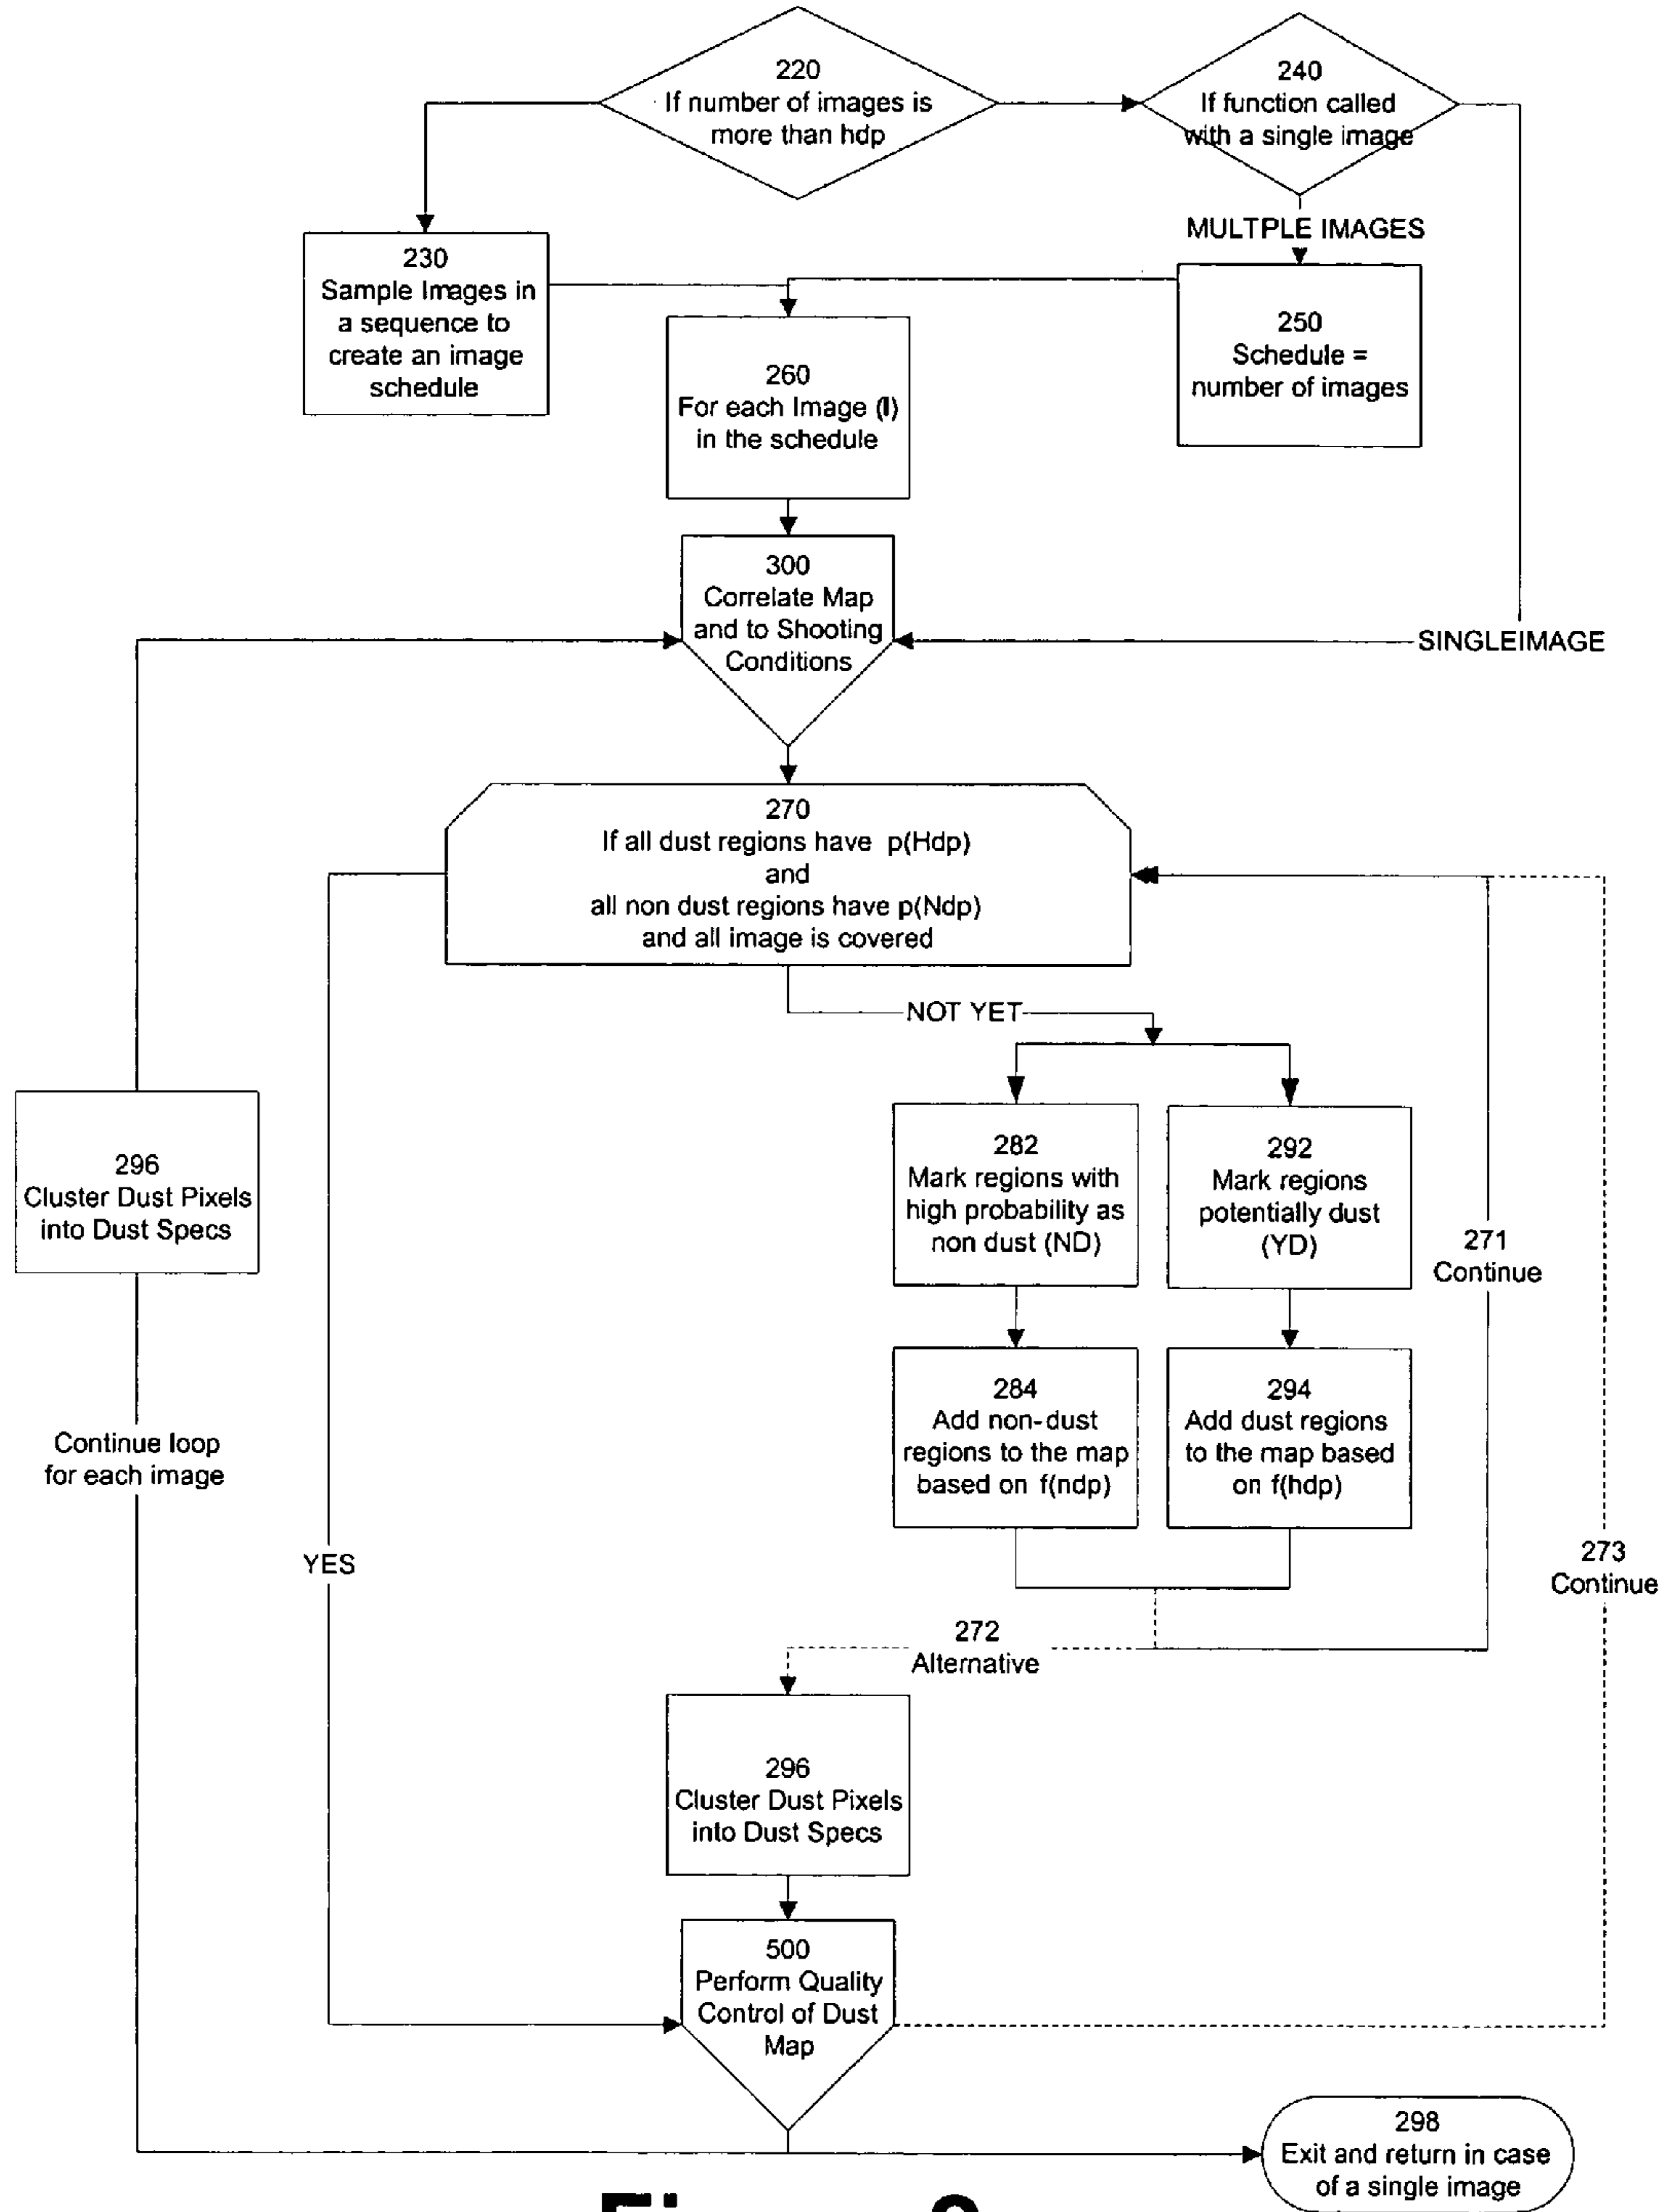 220
If number of images is
more than hdp
240
If function called
with a single image
MULTPLE IMAGES
230
Sample Images in
a sequence to
create an image
schedule
250
Schedule =
number of images
260
For each Image (I)
in the schedule
300
Correlate Map
and to Shooting
Conditions
SINGLEIMAGE
270
If all dust regions have p(Hdp)
and
all non dust regions have p(Ndp)
and all image is covered
NOT YET
282
Mark regions with
high probability as
non dust (ND)
292
Mark regions
potentially dust
(YD)
296
Cluster Dust Pixels
into Dust Specs
271
Continue
284
Add non-dust
regions to the map
based on f(ndp)
294
Add dust regions
to the map based
on f(hdp)
Continue loop
for each image
YES
273
Continue
272
Alternative
296
Cluster Dust Pixels
into Dust Specs
500
Perform Quality
Control of Dust
Map
298
Exit and return in case
of a single image